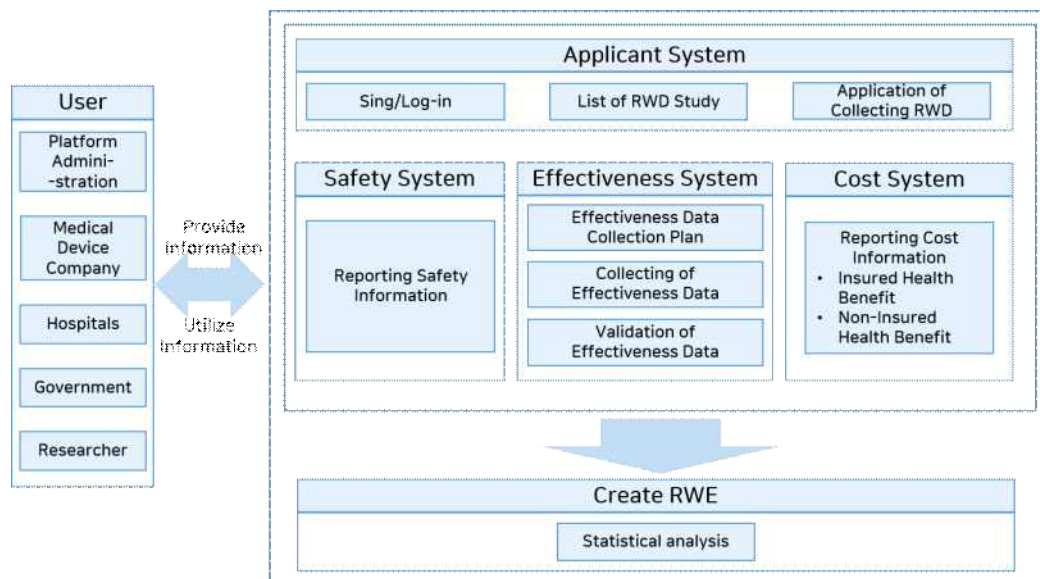 User
Platform
Admini-
-stration
Medical
Device
Company
Hospitals
Government
Researcher
Provide
Information
Utilize
Information
Applicant System
Sing/Log-in
List of RWD Study
Application of
Collecting RWD
Safety System
Reporting Safety
Information
Effectiveness System
Effectiveness Data
Collection Plan
Collecting of
Effectiveness Data
Validation of
Effectiveness Data
Cost System
Reporting Cost
Information
• Insured Health
Benefit
• Non-Insured
Health Benefit
Create RWE
Statistical analysis